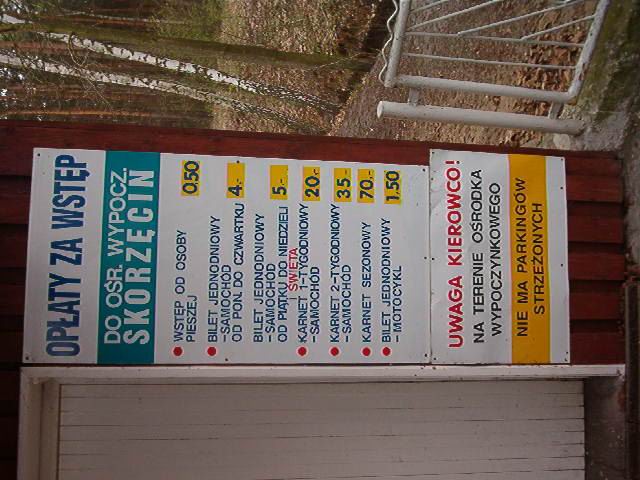 OPŁATY ZA WSTĘP
DO OŚR. WYPOCZ.
SKORZĘCIN
WSTĘP OD OSOBY 0,50
PIESZEJ
BILET JEDNODNIOWY
– SAMOCHÓD 4.-
OD PON. DO CZWARTKU
BILET JEDNODNIOWY
– SAMOCHÓD 5.-
OD PIĄTKU DO NIEDZIELI
ŚWIĘTA
KARNET 1-TYGODNIOWY 20.-
– SAMOCHÓD
KARNET 2-TYGODNIOWY 35.-
– SAMOCHÓD
KARNET SEZONOWY 70.-
BILET JEDNODNIOWY 1.50
– MOTOCYKL
UWAGA KIEROWCO!
NA TERENIE OŚRODKA
WYPOCZYNKOWEGO
NIE MA PARKINGÓW
STRZEŻONYCH